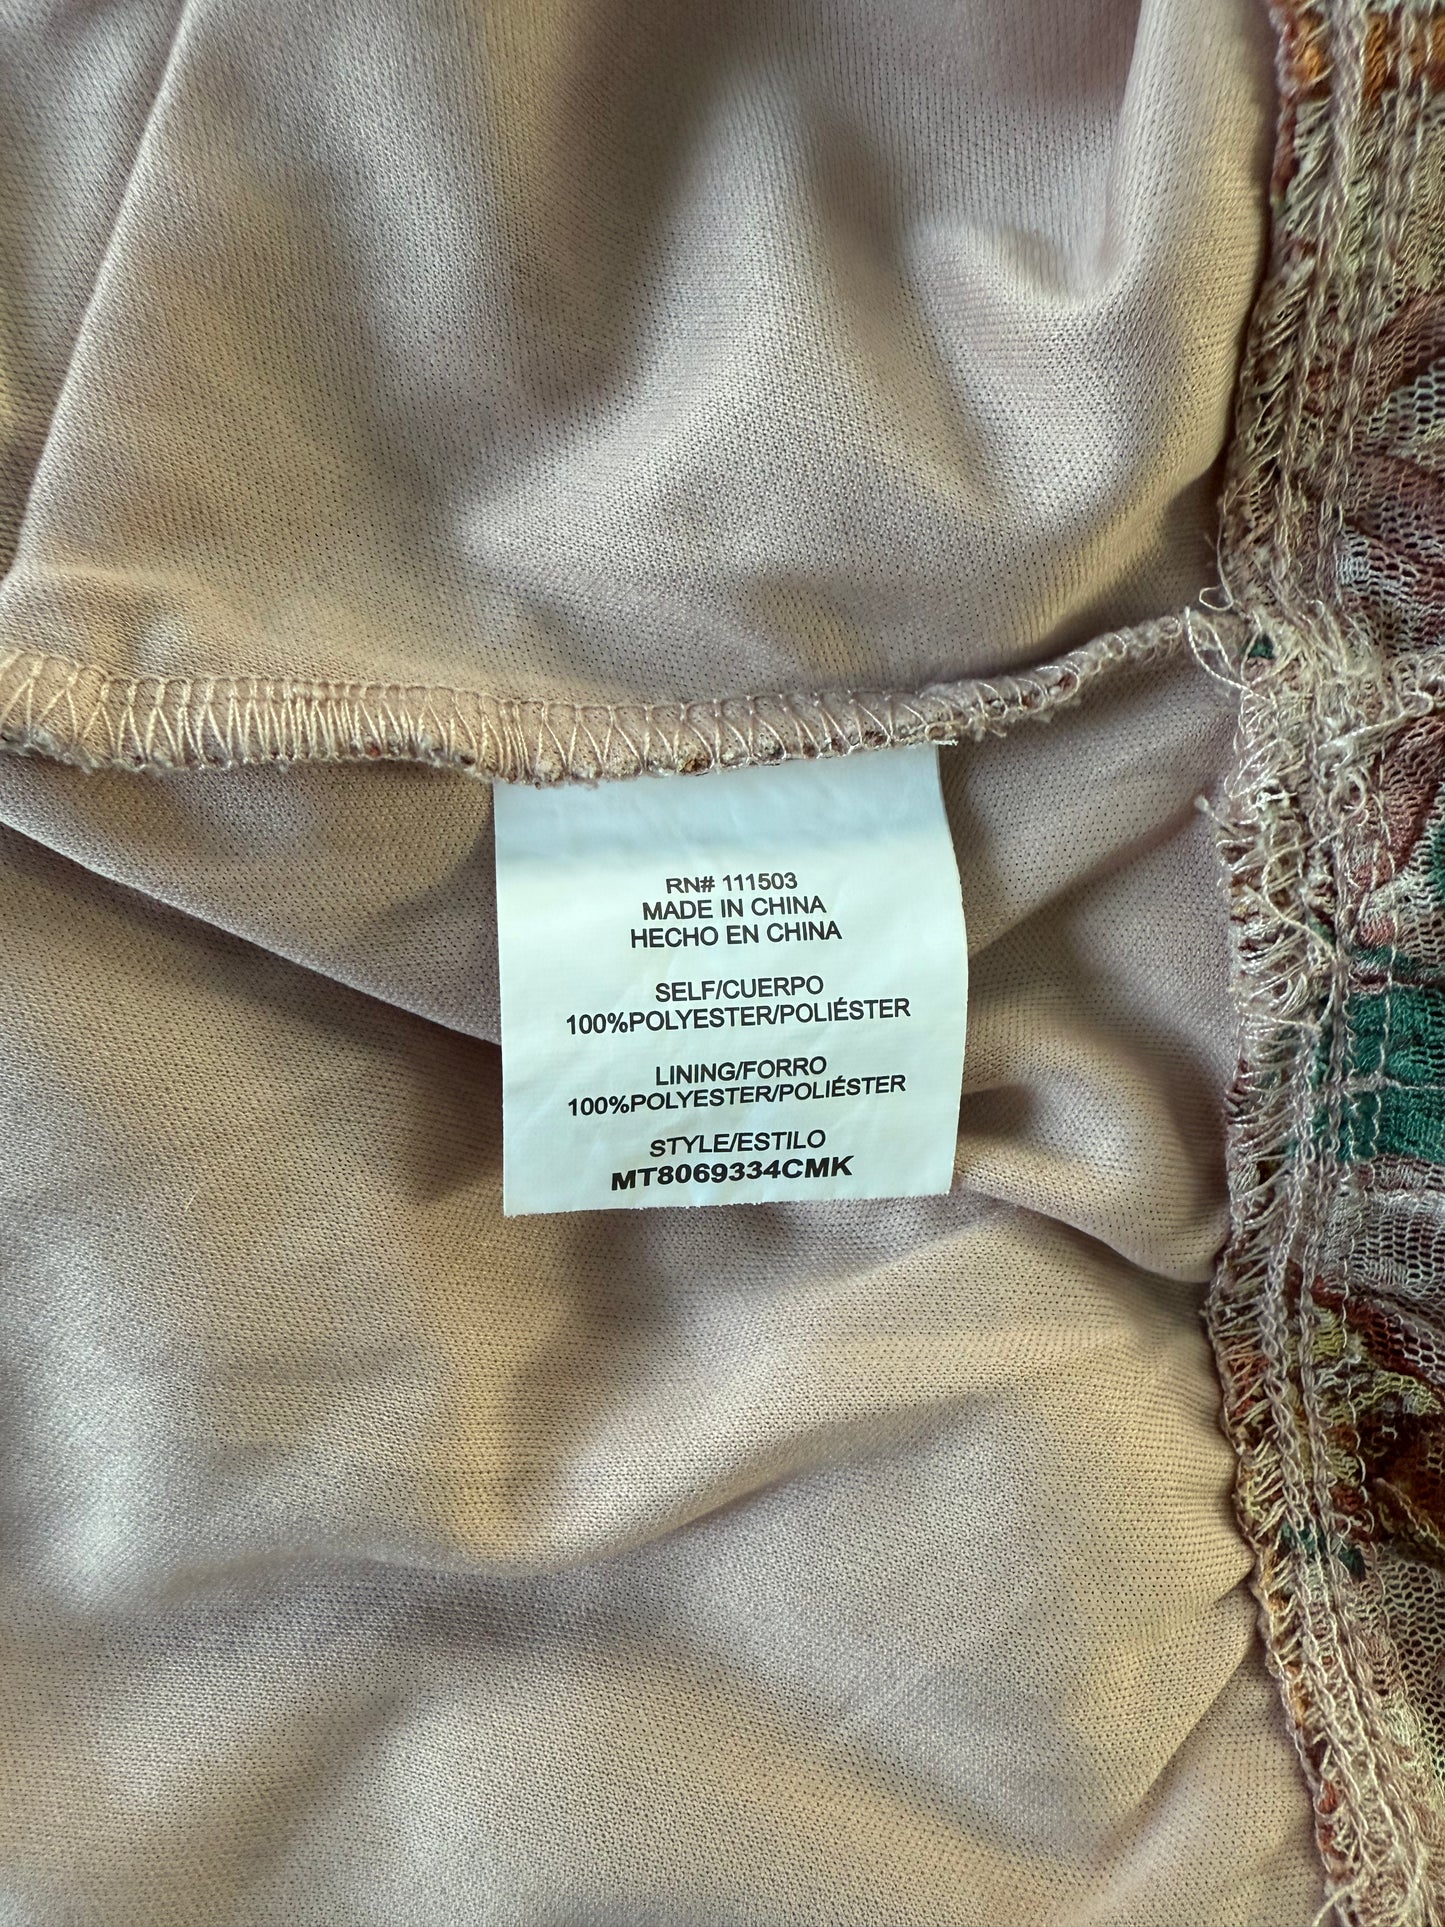 RN# 111503
MADE IN CHINA
HECHO EN CHINA
SELF/CUERPO
100%POLYESTER/POLIÉSTER
LINING/FORRO
100%POLYESTER/POLIÉSTER
STYLE/ESTILO
MT8069334CMK